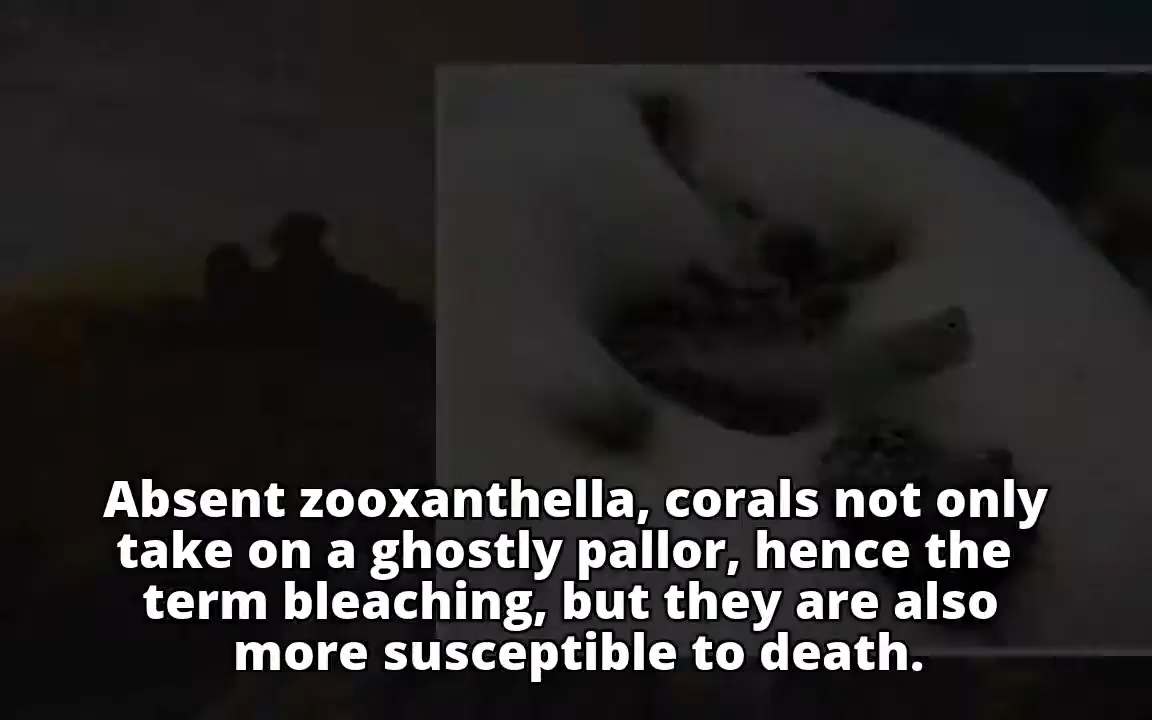 Absent zooxanthella, corals not only
take on a ghostly pallor, hence the
term bleaching, but they are also
more susceptible to death.